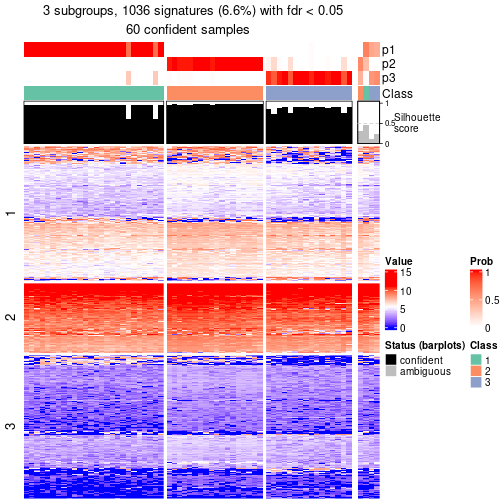 3 subgroups, 1036 signatures (6.6%) with fdr < 0.05
60 confident samples
p1
p2
p3
Class
1
0.5
0
Silhouette
score
1
2
3
Value
15
10
5
0
Prob
1
0.5
0
Status (barplots)
confident
ambiguous
Class
1
2
3